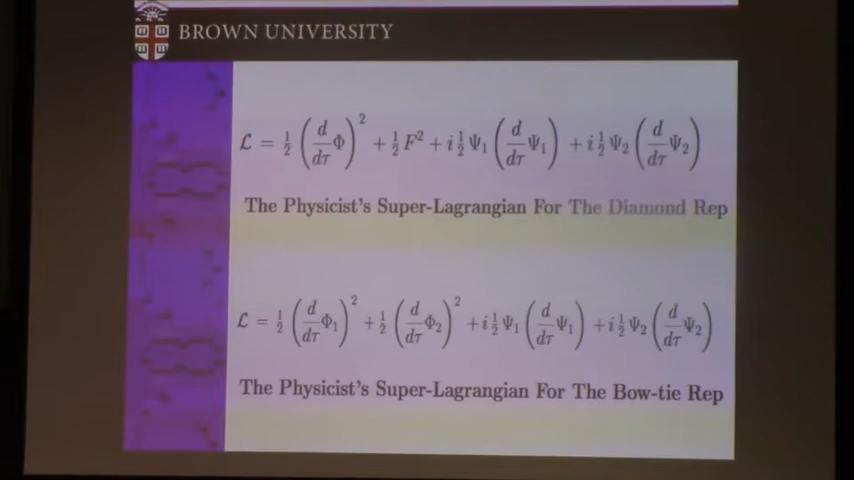 BROWN UNIVERSITY
ℒ = ½ (d/dτ Φ)² + ½ F² + i ½ Ψ₁ (d/dτ Ψ₁) + i ½ Ψ₂ (d/dτ Ψ₂)
The Physicist's Super-Lagrangian For The Diamond Rep
ℒ = ½ (d/dτ Φ₁)² + ½ (d/dτ Φ₂)² + i ½ Ψ₁ (d/dτ Ψ₁) + i ½ Ψ₂ (d/dτ Ψ₂)
The Physicist's Super-Lagrangian For The Bow-tie Rep